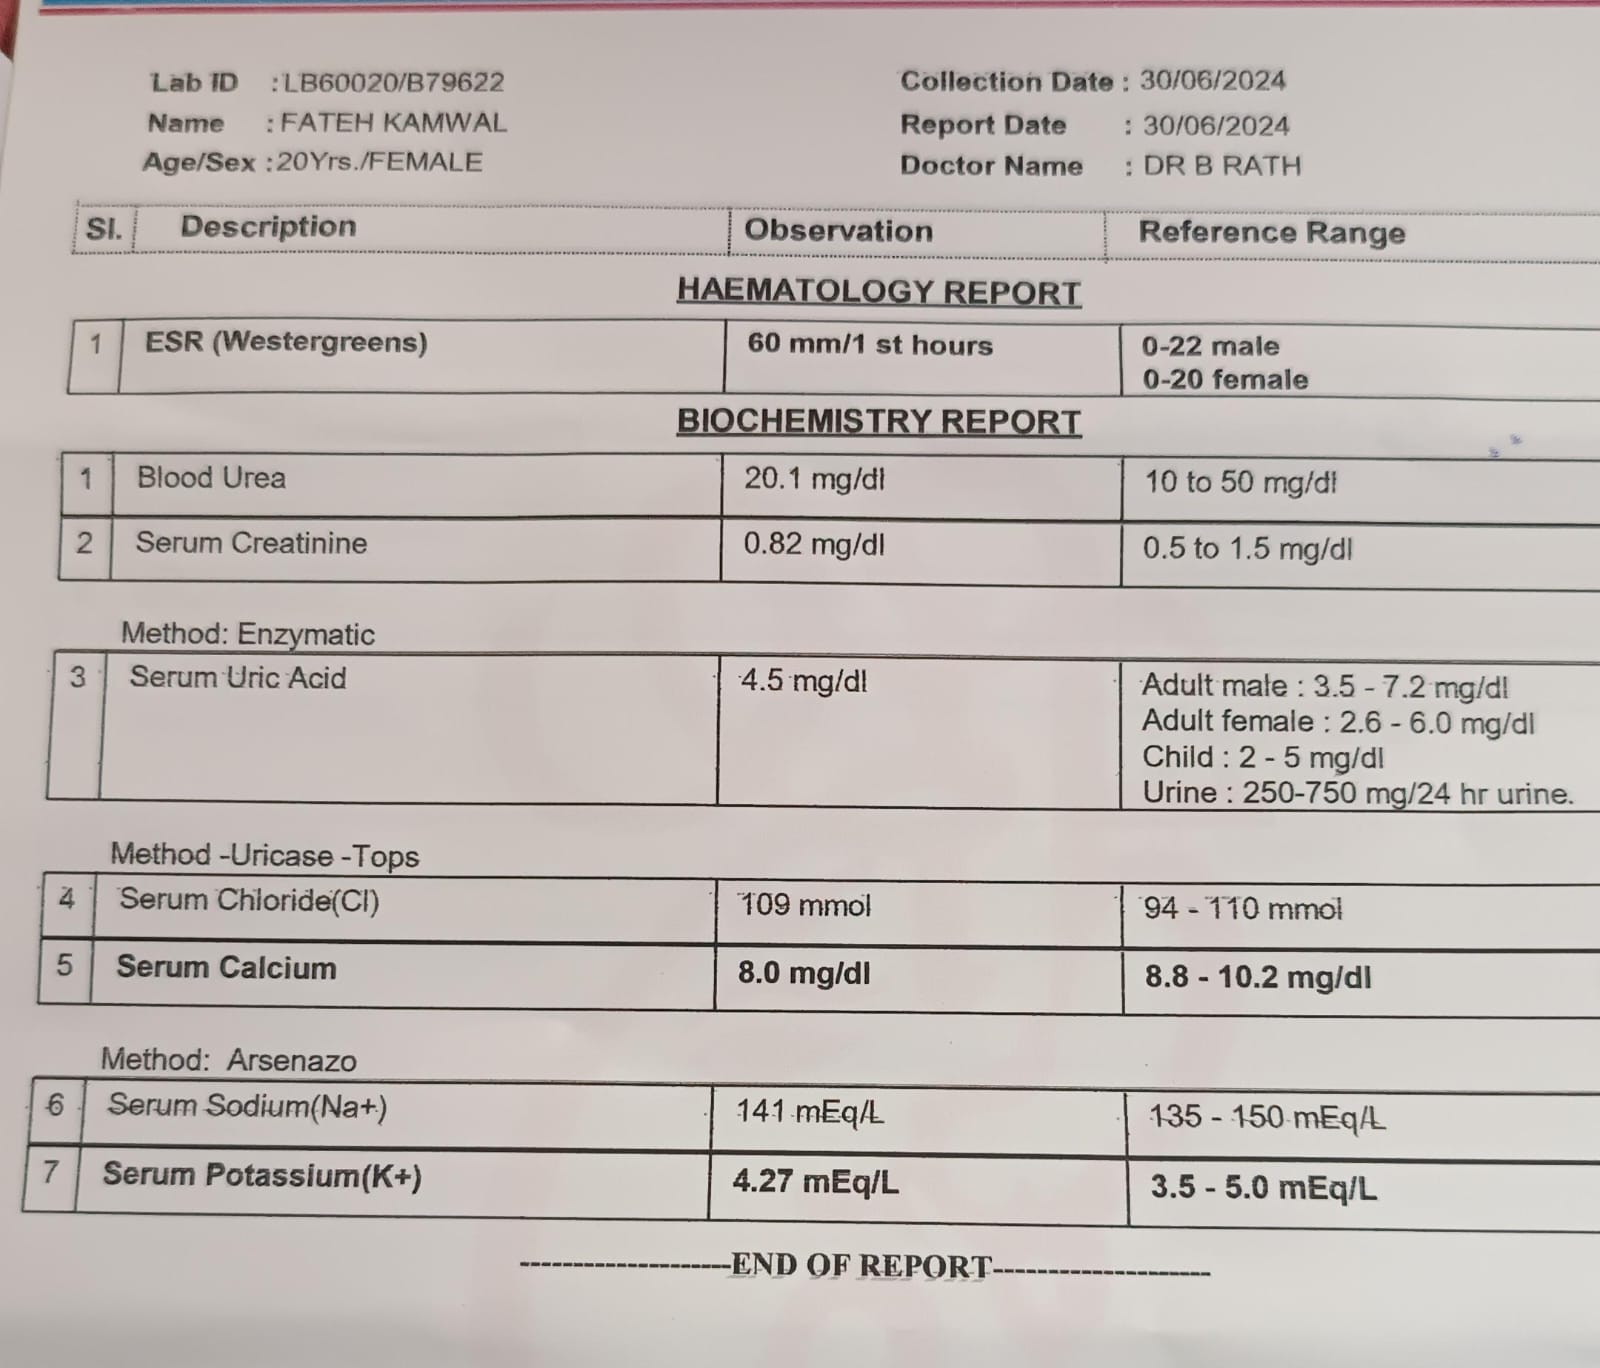 Lab ID : LB60020/B79622 Collection Date : 30/06/2024
Name : FATEH KAMWAL Report Date : 30/06/2024
Age/Sex : 20Yrs./FEMALE Doctor Name : DR B RATH
Sl. Description Observation Reference Range
HAEMATOLOGY REPORT
1 ESR (Westergreens) 60 mm/1 st hours 0-22 male
0-20 female
BIOCHEMISTRY REPORT
1 Blood Urea 20.1 mg/dl 10 to 50 mg/dl
2 Serum Creatinine 0.82 mg/dl 0.5 to 1.5 mg/dl
Method: Enzymatic
3 Serum Uric Acid 4.5 mg/dl Adult male : 3.5 - 7.2 mg/dl
Adult female : 2.6 - 6.0 mg/dl
Child : 2 - 5 mg/dl
Urine : 250-750 mg/24 hr urine.
Method -Uricase -Tops
4 Serum Chloride(Cl) 109 mmol 94 - 110 mmol
5 Serum Calcium 8.0 mg/dl 8.8 - 10.2 mg/dl
Method: Arsenazo
6 Serum Sodium(Na+) 141 mEq/L 135 - 150 mEq/L
7 Serum Potassium(K+) 4.27 mEq/L 3.5 - 5.0 mEq/L
--------------------END OF REPORT--------------------